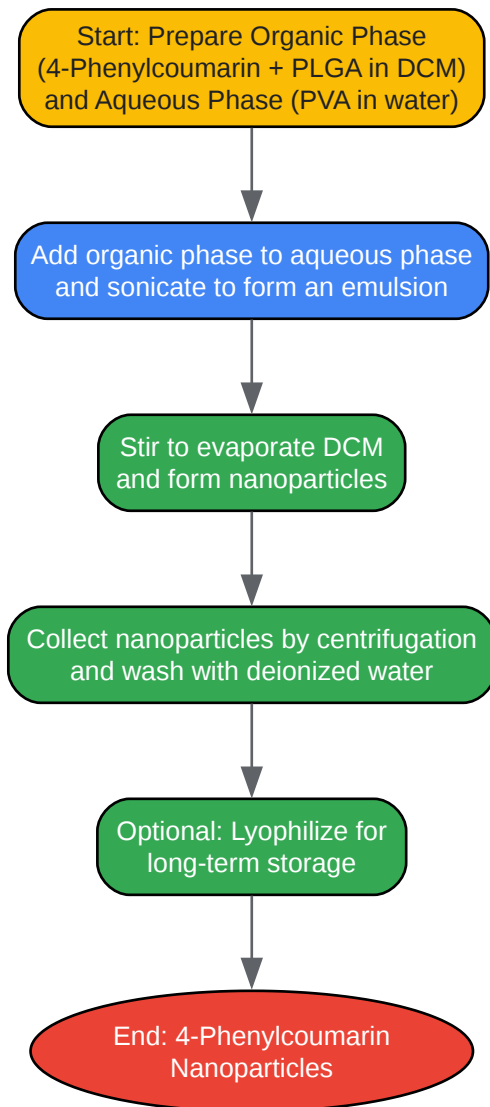 Start: Prepare Organic Phase
(4-Phenylcoumarin + PLGA in DCM)
and Aqueous Phase (PVA in water)
Add organic phase to aqueous phase
and sonicate to form an emulsion
Stir to evaporate DCM
and form nanoparticles
Collect nanoparticles by centrifugation
and wash with deionized water
Optional: Lyophilize for
long-term storage
End: 4-Phenylcoumarin
Nanoparticles